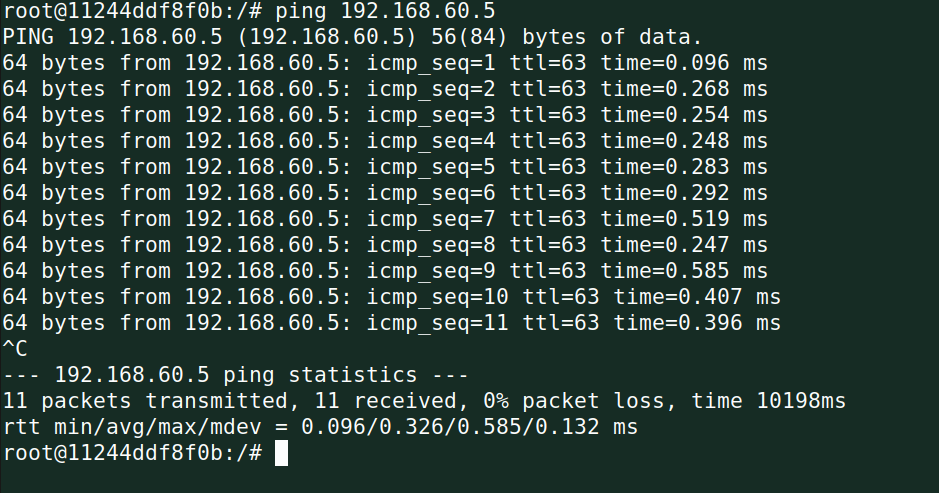 root@11244ddf8f0b:/# ping 192.168.60.5
PING 192.168.60.5 (192.168.60.5) 56(84) bytes of data.
64 bytes from 192.168.60.5: icmp_seq=1 ttl=63 time=0.096 ms
64 bytes from 192.168.60.5: icmp_seq=2 ttl=63 time=0.268 ms
64 bytes from 192.168.60.5: icmp_seq=3 ttl=63 time=0.254 ms
64 bytes from 192.168.60.5: icmp_seq=4 ttl=63 time=0.248 ms
64 bytes from 192.168.60.5: icmp_seq=5 ttl=63 time=0.283 ms
64 bytes from 192.168.60.5: icmp_seq=6 ttl=63 time=0.292 ms
64 bytes from 192.168.60.5: icmp_seq=7 ttl=63 time=0.519 ms
64 bytes from 192.168.60.5: icmp_seq=8 ttl=63 time=0.247 ms
64 bytes from 192.168.60.5: icmp_seq=9 ttl=63 time=0.585 ms
64 bytes from 192.168.60.5: icmp_seq=10 ttl=63 time=0.407 ms
64 bytes from 192.168.60.5: icmp_seq=11 ttl=63 time=0.396 ms
^C
--- 192.168.60.5 ping statistics ---
11 packets transmitted, 11 received, 0% packet loss, time 10198ms
rtt min/avg/max/mdev = 0.096/0.326/0.585/0.132 ms
root@11244ddf8f0b:/#